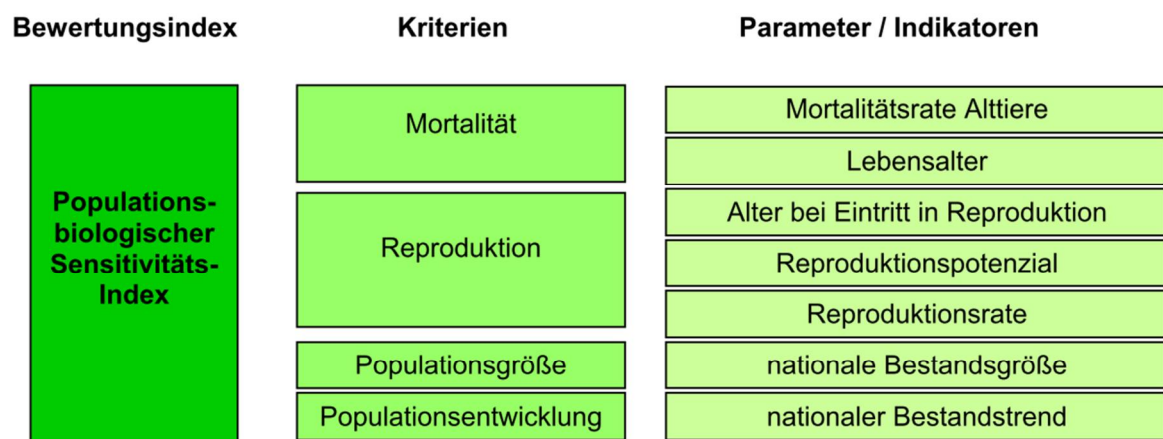 Bewertungsindex
Kriterien
Parameter / Indikatoren
Populations-
biologischer
Sensitivitäts-
Index
Mortalität
Reproduktion
Populationsgröße
Populationsentwicklung
Mortalitätsrate Alttiere
Lebensalter
Alter bei Eintritt in Reproduktion
Reproduktionspotenzial
Reproduktionsrate
nationale Bestandsgröße
nationaler Bestandstrend